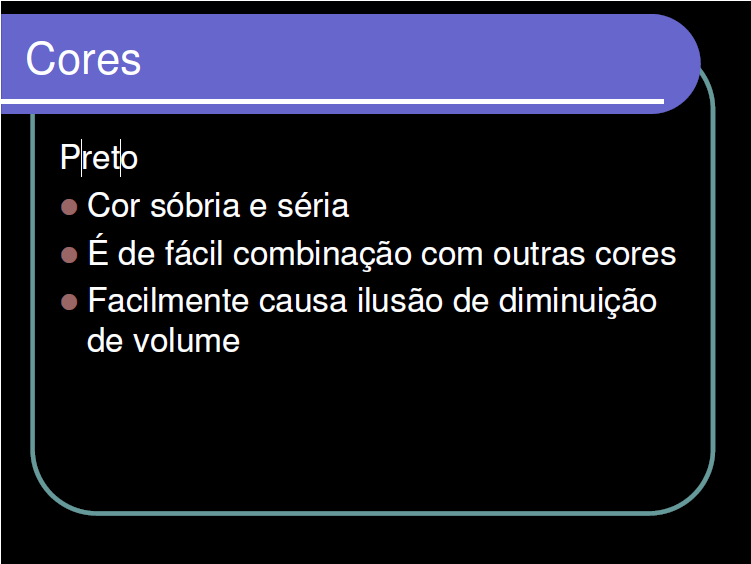 Cores
Preto
Cor sóbria e séria
É de fácil combinação com outras cores
Facilmente causa ilusão de diminuição
de volume